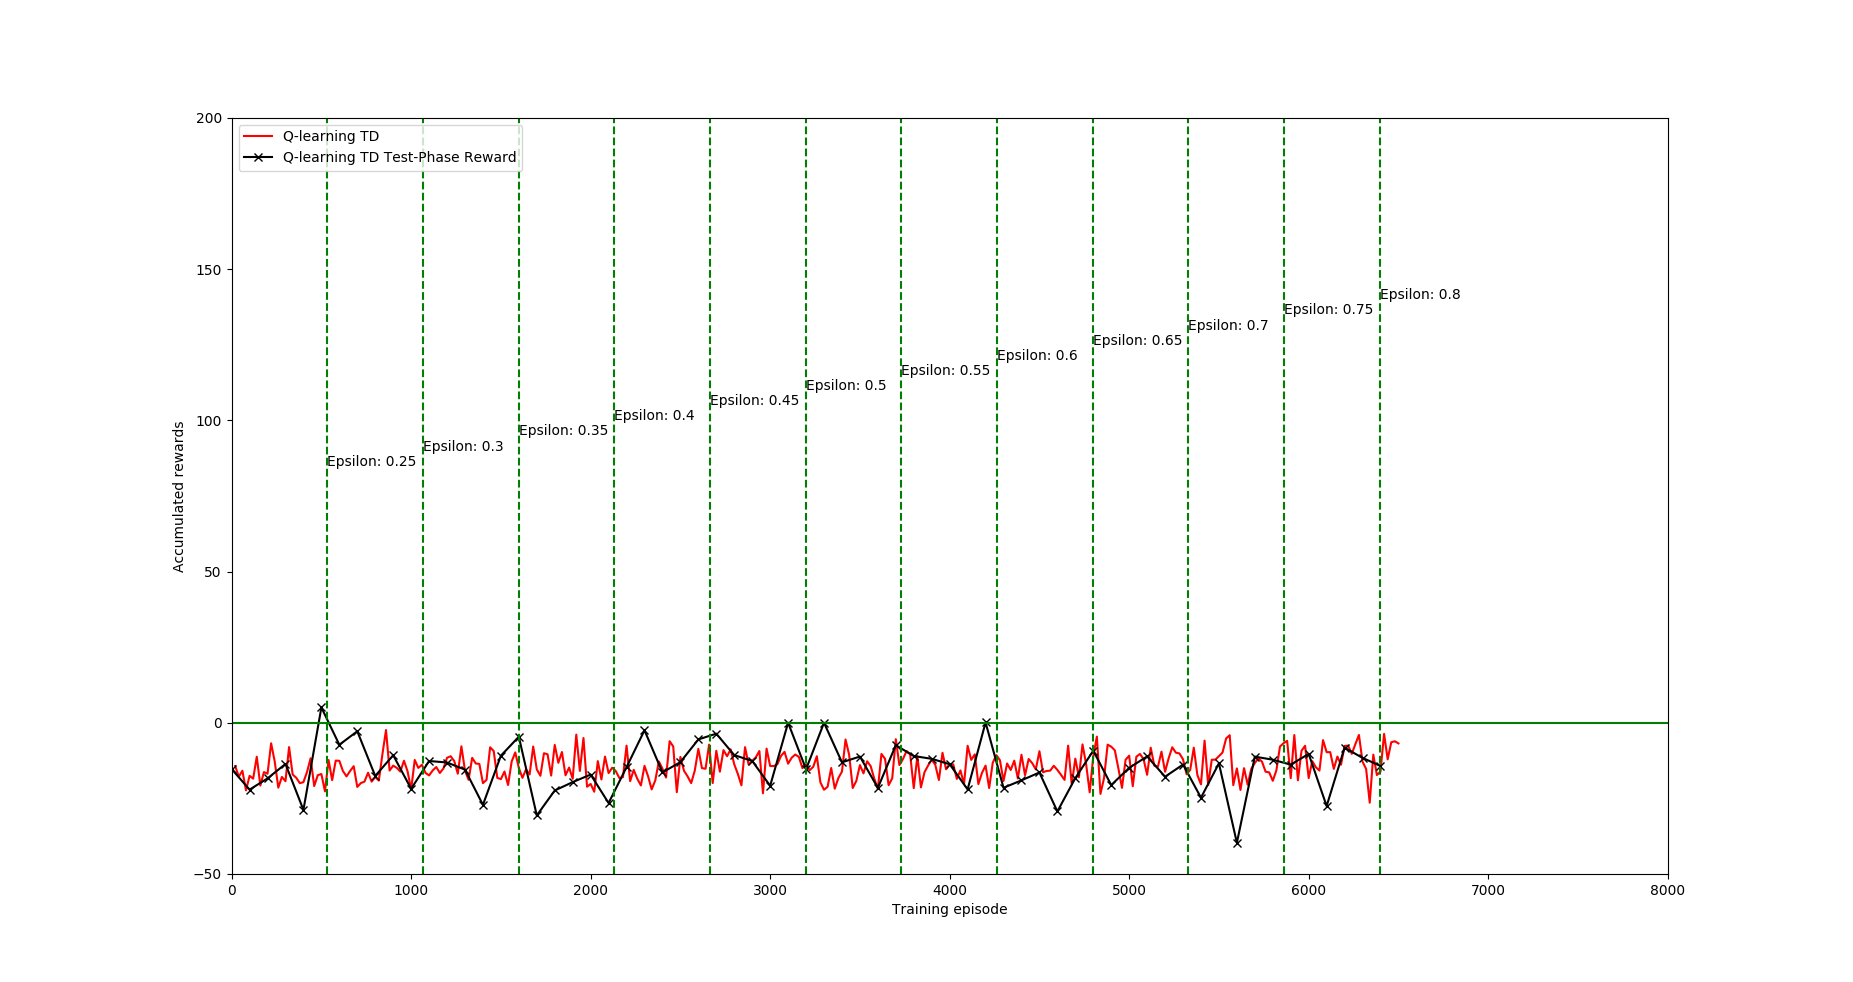 200
Q-learning TD
Q-learning TD Test-Phase Reward
150
Epsilon: 0.8
Epsilon: 0.75
Epsilon: 0.7
Epsilon: 0.65
Epsilon: 0.6
Epsilon: 0.55
Epsilon: 0.5
Epsilon: 0.45
Epsilon: 0.4
Epsilon: 0.35
Epsilon: 0.3
Epsilon: 0.25
100
Accumulated rewards
50
0
−50
0 1000 2000 3000 4000 5000 6000 7000 8000
Training episode